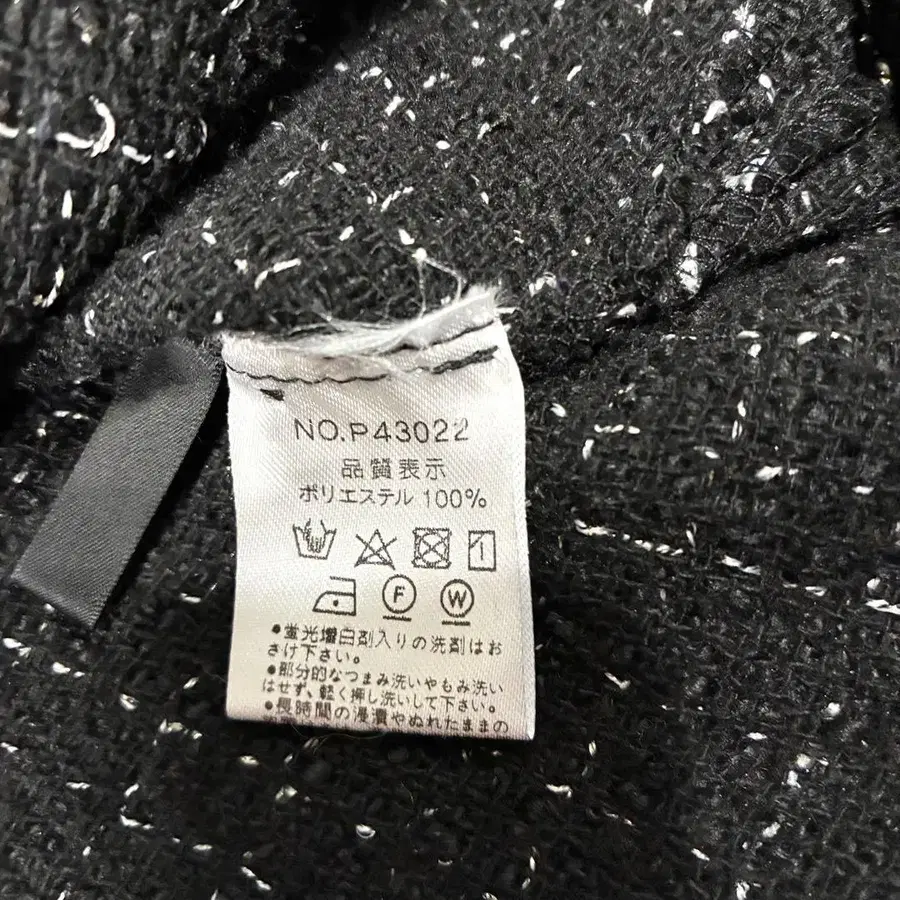 NO.P43022
品質表示
ポリエステル 100%
F W
●蛍光増白剤入りの洗剤はお
さけ下さい。
●部分的なつまみ洗いやもみ洗い
はせず、軽く押し洗いして下さい。
●長時間の浸漬やぬれたままの